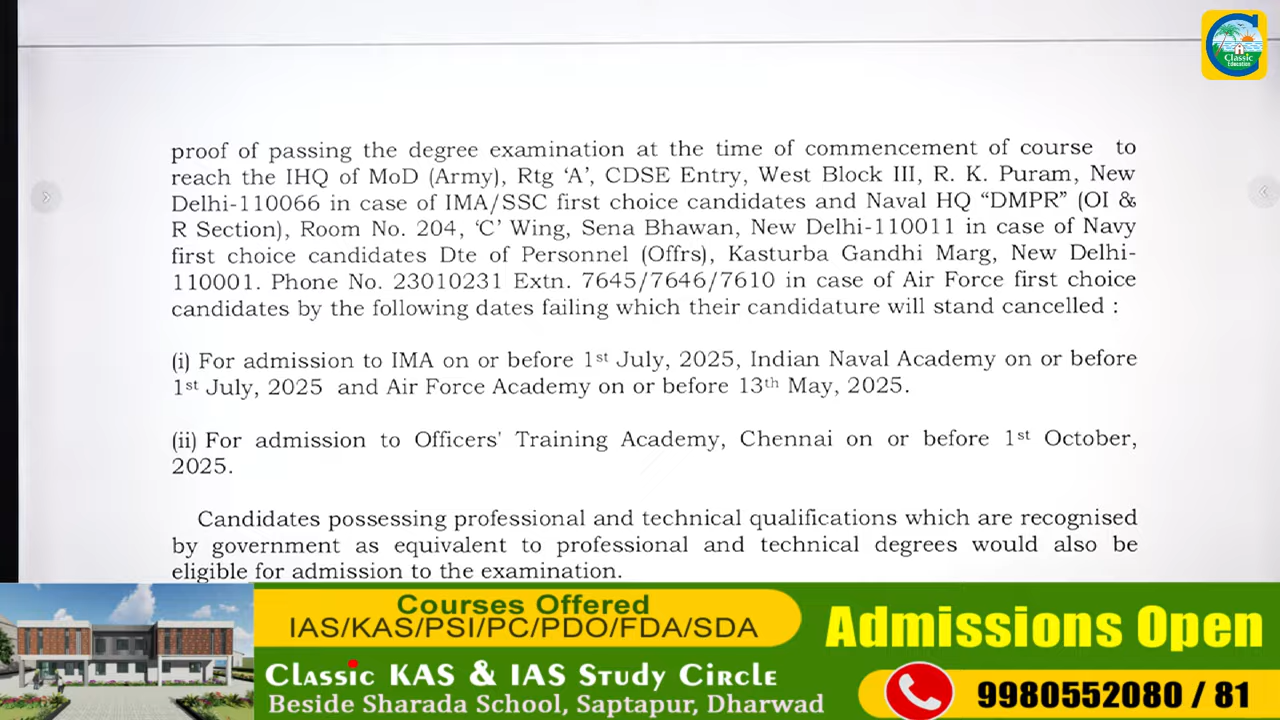 Classic
Education
proof of passing the degree examination at the time of commencement of course to
reach the IHQ of MoD (Army), Rtg ‘A’, CDSE Entry, West Block III, R. K. Puram, New
Delhi-110066 in case of IMA/SSC first choice candidates and Naval HQ “DMPR” (OI &
R Section), Room No. 204, ‘C’ Wing, Sena Bhawan, New Delhi-110011 in case of Navy
first choice candidates Dte of Personnel (Offrs), Kasturba Gandhi Marg, New Delhi-
110001. Phone No. 23010231 Extn. 7645/7646/7610 in case of Air Force first choice
candidates by the following dates failing which their candidature will stand cancelled :
(i) For admission to IMA on or before 1st July, 2025, Indian Naval Academy on or before
1st July, 2025 and Air Force Academy on or before 13th May, 2025.
(ii) For admission to Officers' Training Academy, Chennai on or before 1st October,
2025.
Candidates possessing professional and technical qualifications which are recognised
by government as equivalent to professional and technical degrees would also be
eligible for admission to the examination.
Courses Offered
IAS/KAS/PSI/PC/PDO/FDA/SDA
Classic KAS & IAS Study Circle
Beside Sharada School, Saptapur, Dharwad
Admissions Open
9980552080 / 81